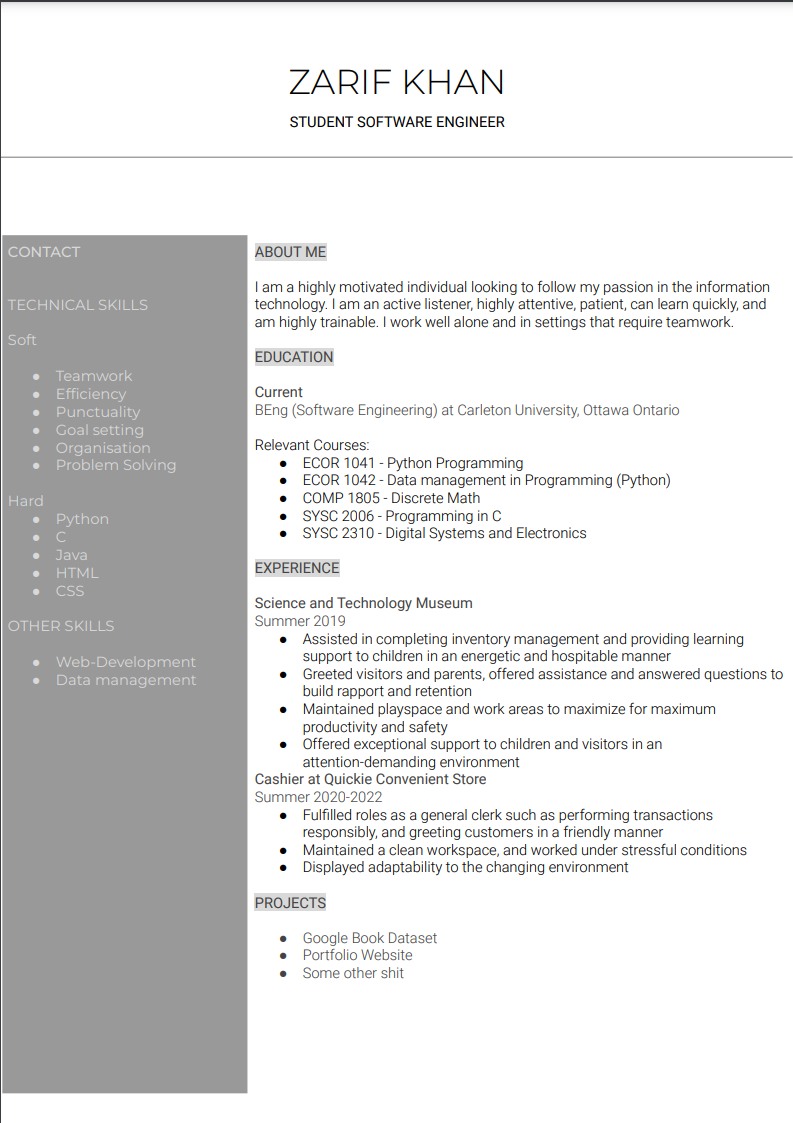 ZARIF KHAN
STUDENT SOFTWARE ENGINEER
CONTACT
TECHNICAL SKILLS
Soft
● Teamwork
● Efficiency
● Punctuality
● Goal setting
● Organisation
● Problem Solving
Hard
● Python
● C
● Java
● HTML
● CSS
OTHER SKILLS
● Web-Development
● Data management
ABOUT ME
I am a highly motivated individual looking to follow my passion in the information
technology. I am an active listener, highly attentive, patient, can learn quickly, and
am highly trainable. I work well alone and in settings that require teamwork.
EDUCATION
Current
BEng (Software Engineering) at Carleton University, Ottawa Ontario
Relevant Courses:
● ECOR 1041 - Python Programming
● ECOR 1042 - Data management in Programming (Python)
● COMP 1805 - Discrete Math
● SYSC 2006 - Programming in C
● SYSC 2310 - Digital Systems and Electronics
EXPERIENCE
Science and Technology Museum
Summer 2019
● Assisted in completing inventory management and providing learning
support to children in an energetic and hospitable manner
● Greeted visitors and parents, offered assistance and answered questions to
build rapport and retention
● Maintained playspace and work areas to maximize for maximum
productivity and safety
● Offered exceptional support to children and visitors in an
attention-demanding environment
Cashier at Quickie Convenient Store
Summer 2020-2022
● Fulfilled roles as a general clerk such as performing transactions
responsibly, and greeting customers in a friendly manner
● Maintained a clean workspace, and worked under stressful conditions
● Displayed adaptability to the changing environment
PROJECTS
● Google Book Dataset
● Portfolio Website
● Some other shit